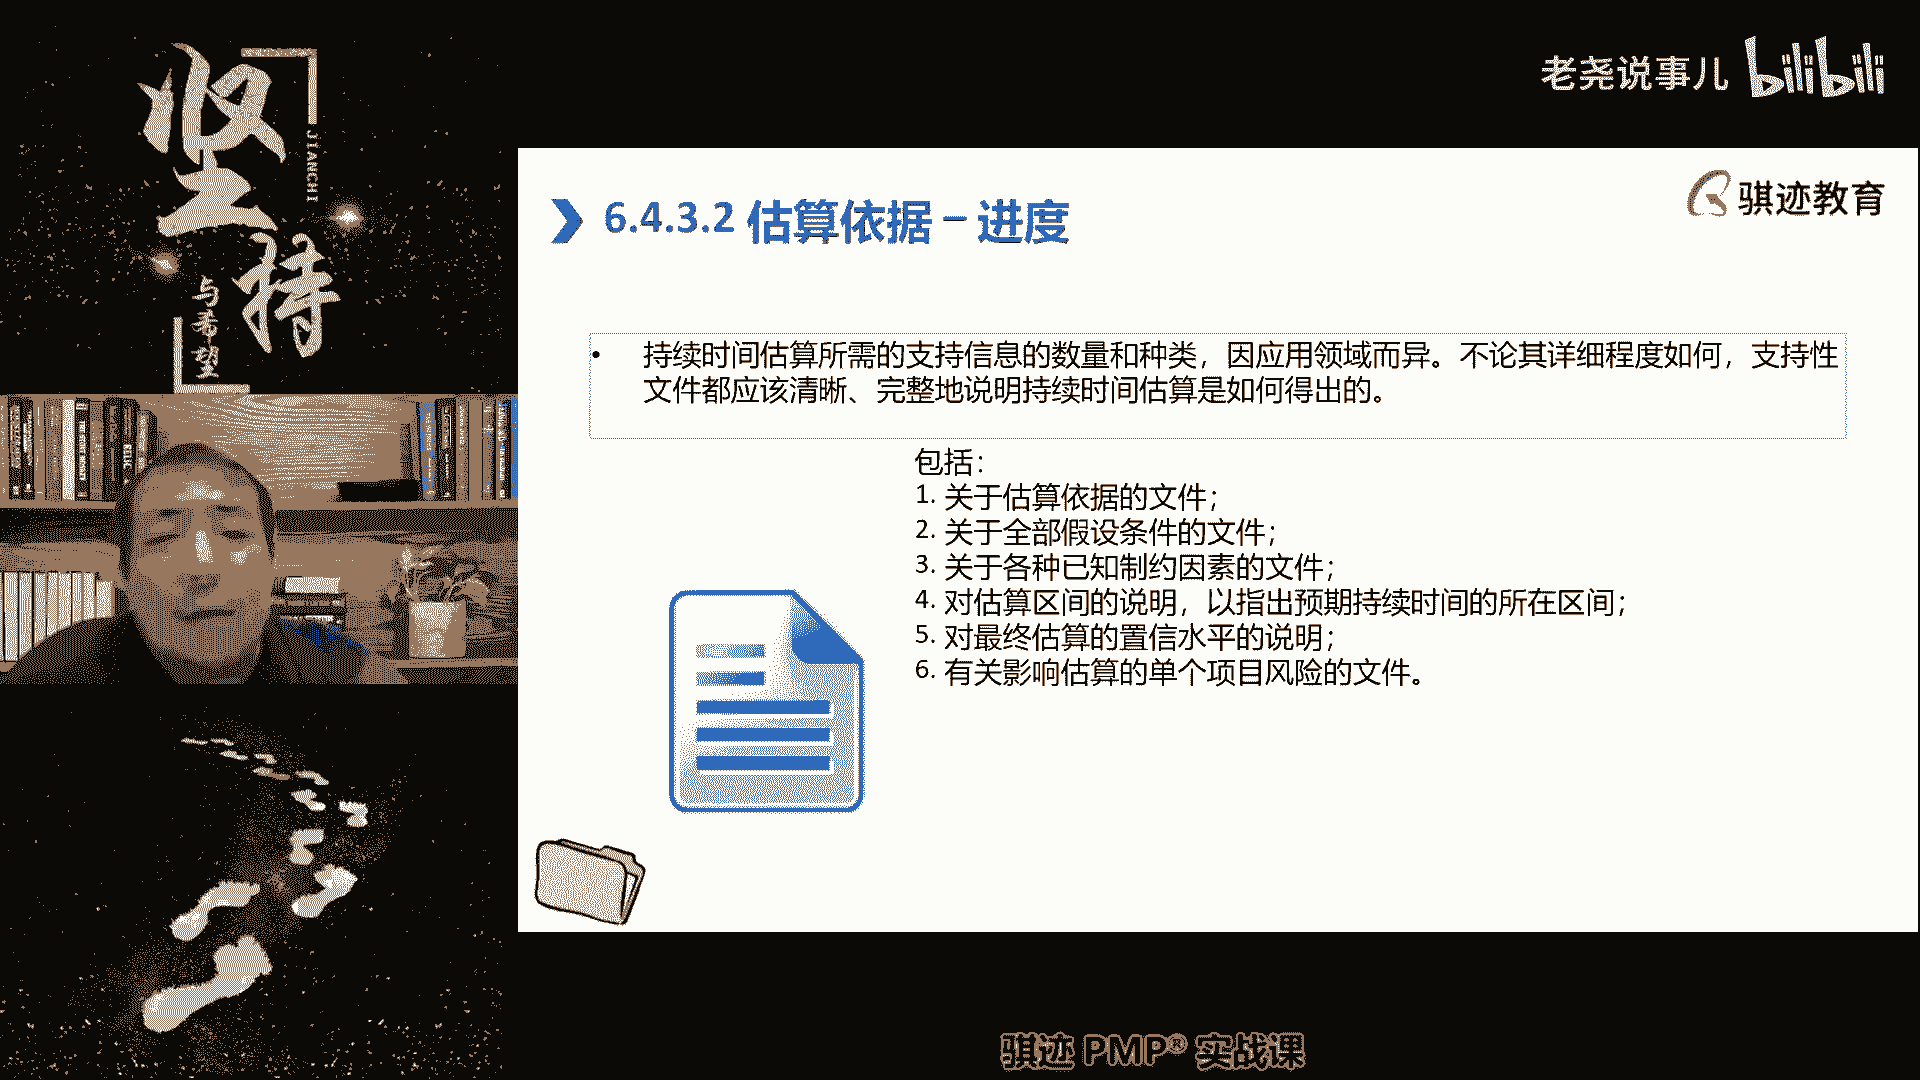 坚持
JIANCHI
与希望
老尧说事儿 bilibili
骐迹教育
6.4.3.2 估算依据 – 进度
• 持续时间估算所需的支持信息的数量和种类，因应用领域而异。不论其详细程度如何，支持性
文件都应该清晰、完整地说明持续时间估算是如何得出的。
包括：
1. 关于估算依据的文件；
2. 关于全部假设条件的文件；
3. 关于各种已知制约因素的文件；
4. 对估算区间的说明，以指出预期持续时间的所在区间；
5. 对最终估算的置信水平的说明；
6. 有关影响估算的单个项目风险的文件。
骐迹 PMP® 实战课